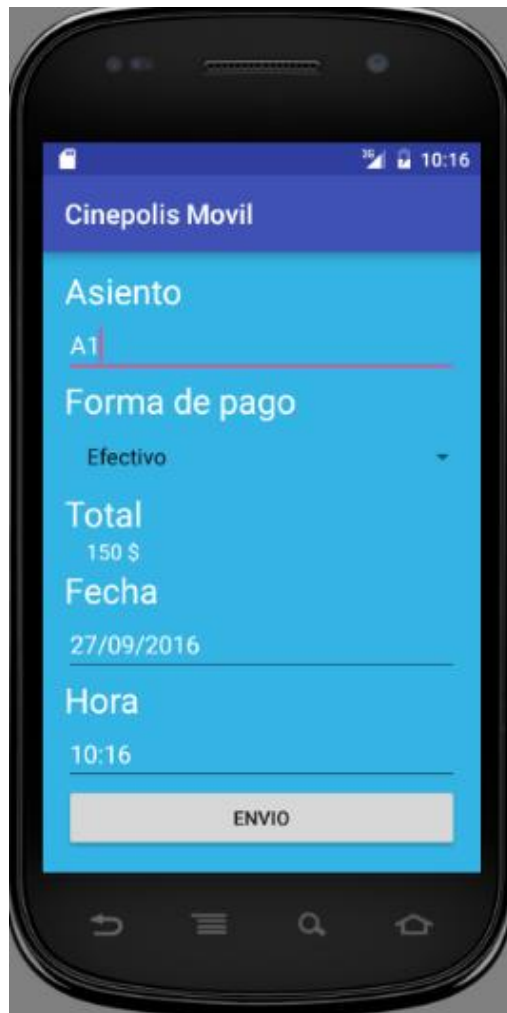 3G 10:16
Cinepolis Movil
Asiento
A1
Forma de pago
Efectivo
Total
150 $
Fecha
27/09/2016
Hora
10:16
ENVIO